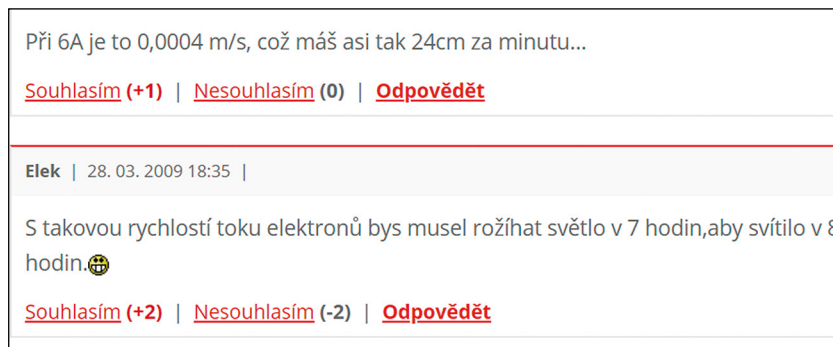 Při 6A je to 0,0004 m/s, což máš asi tak 24cm za minutu...
Souhlasím (+1) | Nesouhlasím (0) | Odpovědět
Elek | 28. 03. 2009 18:35 |
S takovou rychlostí toku elektronů bys musel rožíhat světlo v 7 hodin,aby svítilo v 8
hodin.
Souhlasím (+2) | Nesouhlasím (-2) | Odpovědět